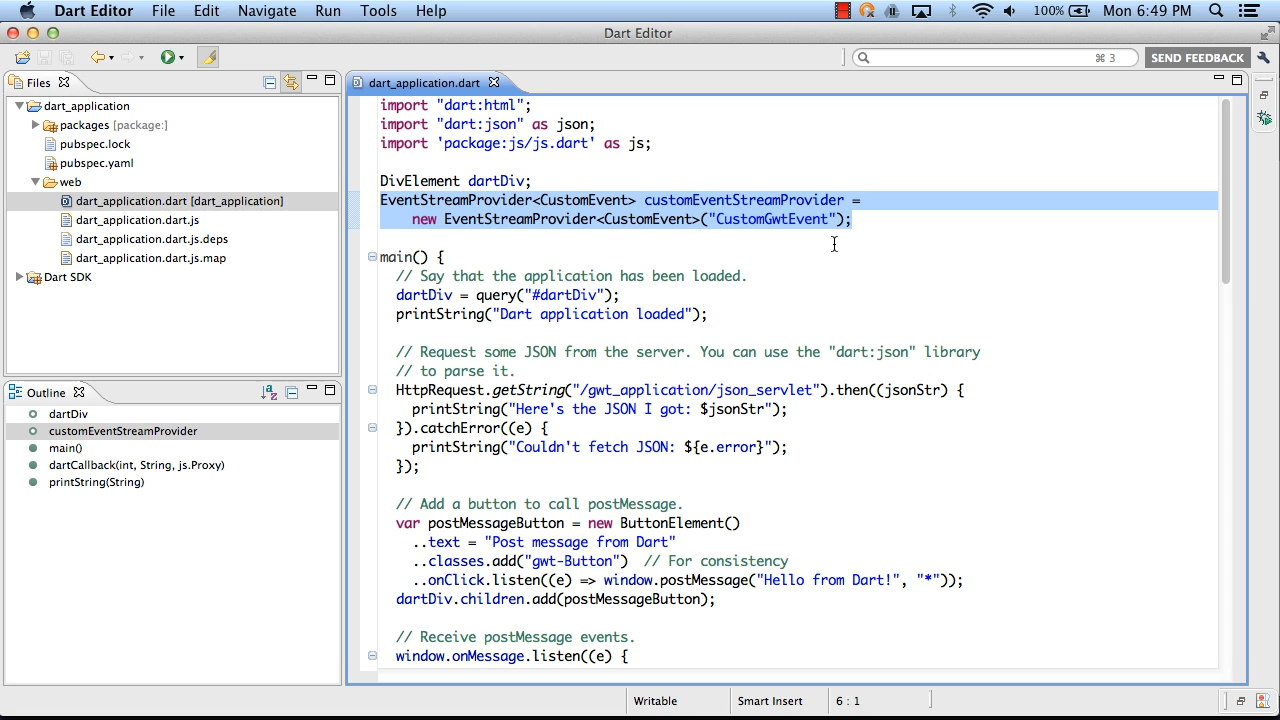 Dart Editor File Edit Navigate Run Tools Help 100% Mon 6:49 PM
Dart Editor
⌘ 3 SEND FEEDBACK
Files
dart_application
packages [package:]
pubspec.lock
pubspec.yaml
web
dart_application.dart [dart_application]
dart_application.dart.js
dart_application.dart.js.deps
dart_application.dart.js.map
Dart SDK
Outline
dartDiv
customEventStreamProvider
main()
dartCallback(int, String, js.Proxy)
printString(String)
dart_application.dart
import "dart:html";
import "dart:json" as json;
import 'package:js/js.dart' as js;
DivElement dartDiv;
EventStreamProvider<CustomEvent> customEventStreamProvider =
new EventStreamProvider<CustomEvent>("CustomGwtEvent");
main() {
// Say that the application has been loaded.
dartDiv = query("#dartDiv");
printString("Dart application loaded");
// Request some JSON from the server. You can use the "dart:json" library
// to parse it.
HttpRequest.getString("/gwt_application/json_servlet").then((jsonStr) {
printString("Here's the JSON I got: $jsonStr");
}).catchError((e) {
printString("Couldn't fetch JSON: ${e.error}");
});
// Add a button to call postMessage.
var postMessageButton = new ButtonElement()
..text = "Post message from Dart"
..classes.add("gwt-Button") // For consistency
..onClick.listen((e) => window.postMessage("Hello from Dart!", "*"));
dartDiv.children.add(postMessageButton);
// Receive postMessage events.
window.onMessage.listen((e) {
Writable Smart Insert 6 : 1